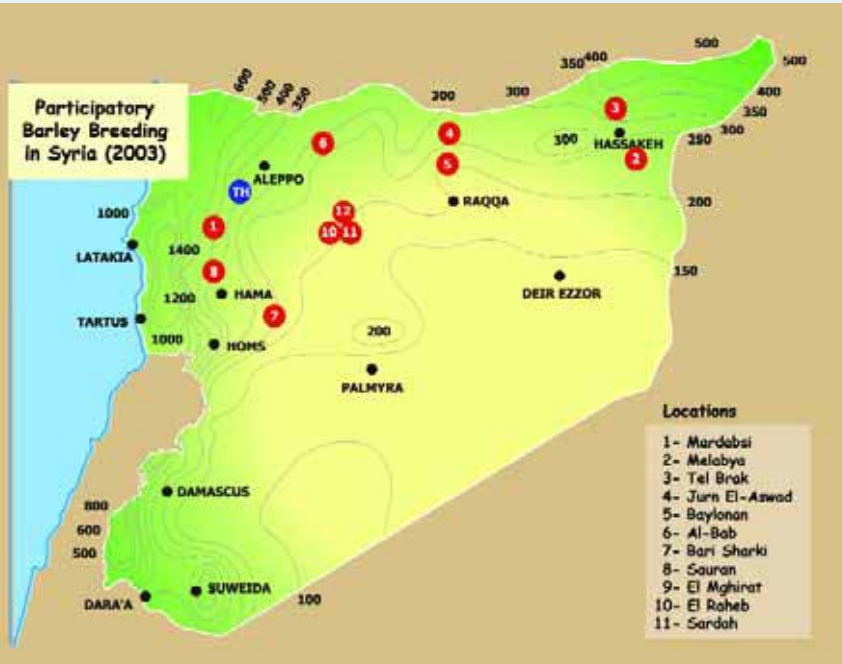 Participatory
Barley Breeding
in Syria (2003)
600
500
400
350
200
300
350
400
500
500
400
350
300
250
200
150
3
4
6
5
300
HASSAKEH
2
ALEPPO
TH
RAQQA
1000
1
12
10
11
LATAKIA
1400
8
1200
HAMA
DEIR EZZOR
TARTUS
7
1000
HOMS
200
PALMYRA
DAMASCUS
800
600
500
SUWEIDA
DARA'A
100
Locations
1- Mardabsi
2- Melabya
3- Tel Brak
4- Jurn El-Aswad
5- Baylonan
6- Al-Bab
7- Bari Sharki
8- Sauran
9- El Mghirat
10- El Raheb
11- Sardah